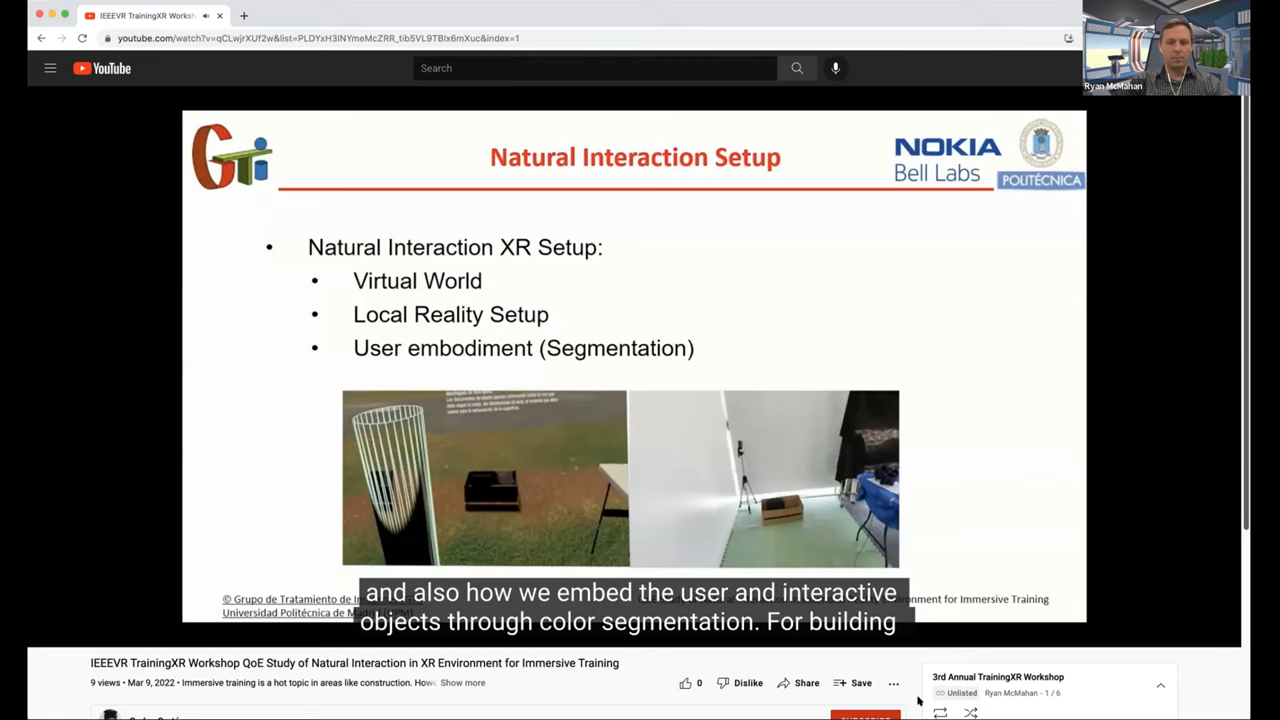 IEEEVR TrainingXR Worksh
youtube.com/watch?v=qCLwjrXUf2w&list=PLDYxH3INYmeMcZRR_tib5VL9TBlx6mXuc&index=1
YouTube
Search
Ryan McMahan
GTi
Natural Interaction Setup
NOKIA
Bell Labs
POLITÉCNICA
• Natural Interaction XR Setup:
• Virtual World
• Local Reality Setup
• User embodiment (Segmentation)
and also how we embed the user and interactive
objects through color segmentation. For building
© Grupo de Tratamiento de
Universidad Politécnica de
for Immersive Training
IEEEVR TrainingXR Workshop QoE Study of Natural Interaction in XR Environment for Immersive Training
9 views • Mar 9, 2022 • Immersive training is a hot topic in areas like construction. Show more
0
Dislike
Share
Save
3rd Annual TrainingXR Workshop
Unlisted Ryan McMahan - 1 / 6